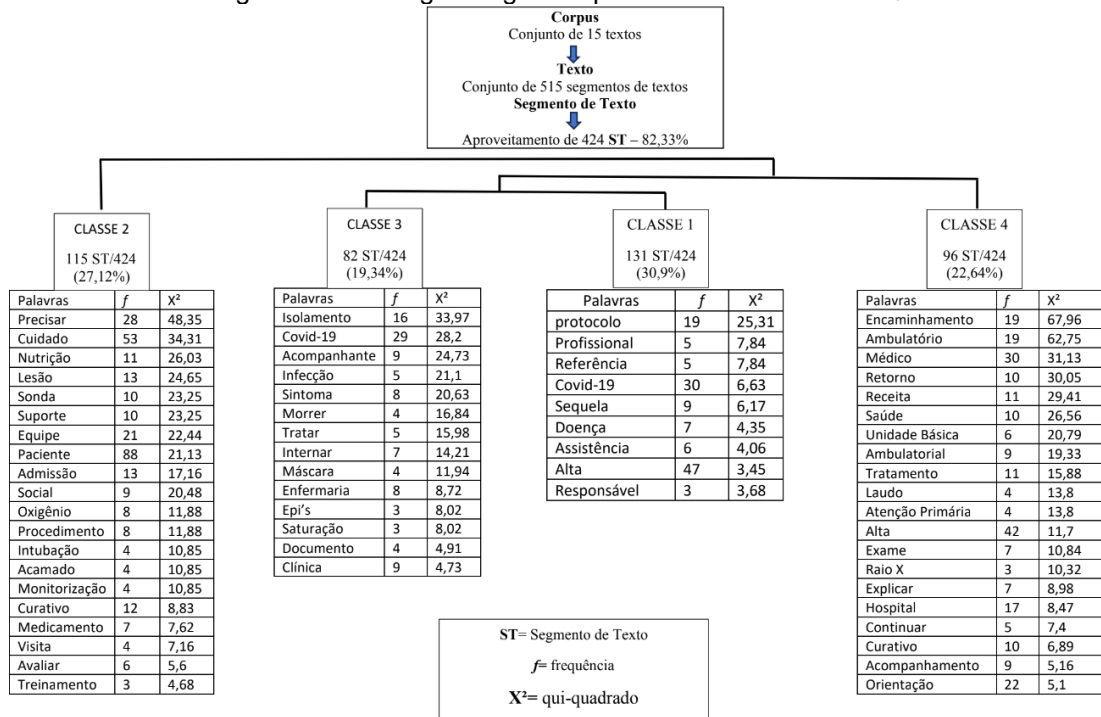 Corpus
Conjunto de 15 textos
Texto
Conjunto de 515 segmentos de textos
Segmento de Texto
Aproveitamento de 424 ST – 82,33%
CLASSE 2
115 ST/424
(27,12%)
Palavras f X²
Precisar 28 48,35
Cuidado 53 34,31
Nutrição 11 26,03
Lesão 13 24,65
Sonda 10 23,25
Suporte 10 23,25
Equipe 21 22,44
Paciente 88 21,13
Admissão 13 17,16
Social 9 20,48
Oxigênio 8 11,88
Procedimento 8 11,88
Intubação 4 10,85
Acamado 4 10,85
Monitorização 4 10,85
Curativo 12 8,83
Medicamento 7 7,62
Visita 4 7,16
Avaliar 6 5,6
Treinamento 3 4,68
CLASSE 3
82 ST/424
(19,34%)
Palavras f X²
Isolamento 16 33,97
Covid-19 29 28,2
Acompanhante 9 24,73
Infecção 5 21,1
Sintoma 8 20,63
Morrer 4 16,84
Tratar 5 15,98
Internar 7 14,21
Máscara 4 11,94
Enfermaria 8 8,72
Epi’s 3 8,02
Saturação 3 8,02
Documento 4 4,91
Clínica 9 4,73
CLASSE 1
131 ST/424
(30,9%)
Palavras f X²
protocolo 19 25,31
Profissional 5 7,84
Referência 5 7,84
Covid-19 30 6,63
Sequela 9 6,17
Doença 7 4,35
Assistência 6 4,06
Alta 47 3,45
Responsável 3 3,68
CLASSE 4
96 ST/424
(22,64%)
Palavras f X²
Encaminhamento 19 67,96
Ambulatório 19 62,75
Médico 30 31,13
Retorno 10 30,05
Receita 11 29,41
Saúde 10 26,56
Unidade Básica 6 20,79
Ambulatorial 9 19,33
Tratamento 11 15,88
Laudo 4 13,8
Atenção Primária 4 13,8
Alta 42 11,7
Exame 7 10,84
Raio X 3 10,32
Explicar 7 8,98
Hospital 17 8,47
Continuar 5 7,4
Curativo 10 6,89
Acompanhamento 9 5,16
Orientação 22 5,1
ST= Segmento de Texto
f= frequência
X²= qui-quadrado